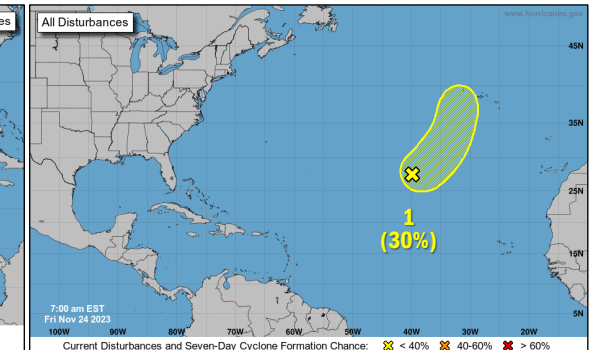 es
All Disturbances
www.hurricanes.gov
45N
35N
25N
15N
5N
1
(30%)
7:00 am EST
Fri Nov 24 2023
100W 90W 80W 70W 60W 50W 40W 30W 20W
Current Disturbances and Seven-Day Cyclone Formation Chance: < 40% 40-60% > 60%